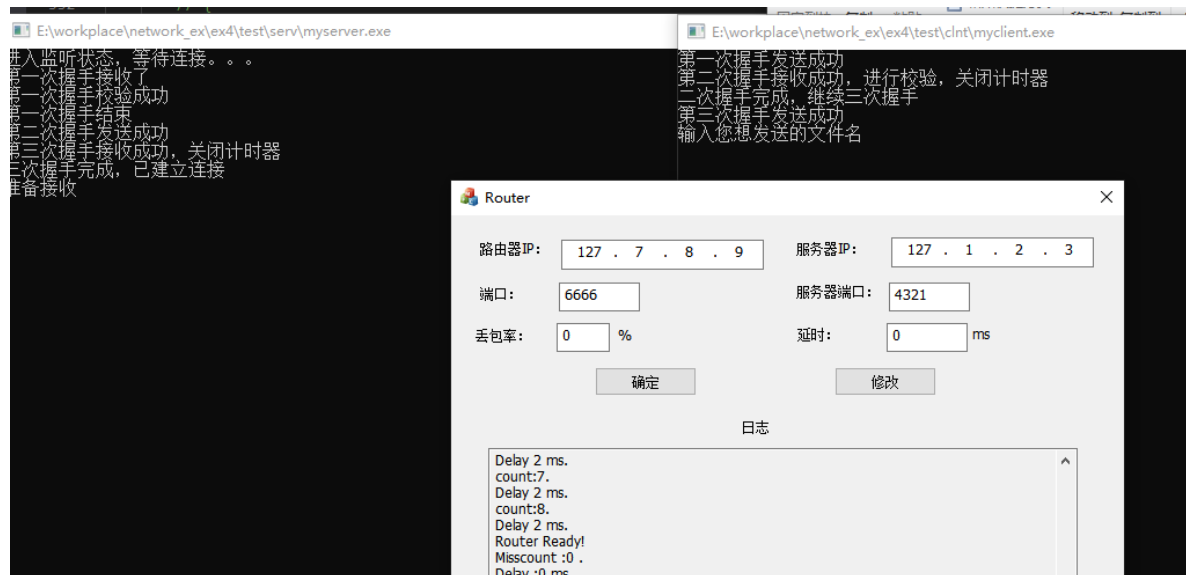 E:\workplace\network_ex\ex4\test\serv\myserver.exe
进入监听状态，等待连接。。。
第一次握手接收了
第一次握手校验成功
第一次握手结束
第二次握手发送成功
第三次握手接收成功，关闭计时器
三次握手完成，已建立连接
准备接收
E:\workplace\network_ex\ex4\test\clnt\myclient.exe
第一次握手发送成功
第二次握手接收成功，进行校验，关闭计时器
二次握手完成，继续三次握手
第三次握手发送成功
输入您想发送的文件名
Router
路由器IP： 127 . 7 . 8 . 9 服务器IP： 127 . 1 . 2 . 3
端口： 6666 服务器端口： 4321
丢包率： 0 % 延时： 0 ms
确定 修改
日志
Delay 2 ms.
count:7.
Delay 2 ms.
count:8.
Delay 2 ms.
Router Ready!
Misscount :0 .
Delay :0 ms